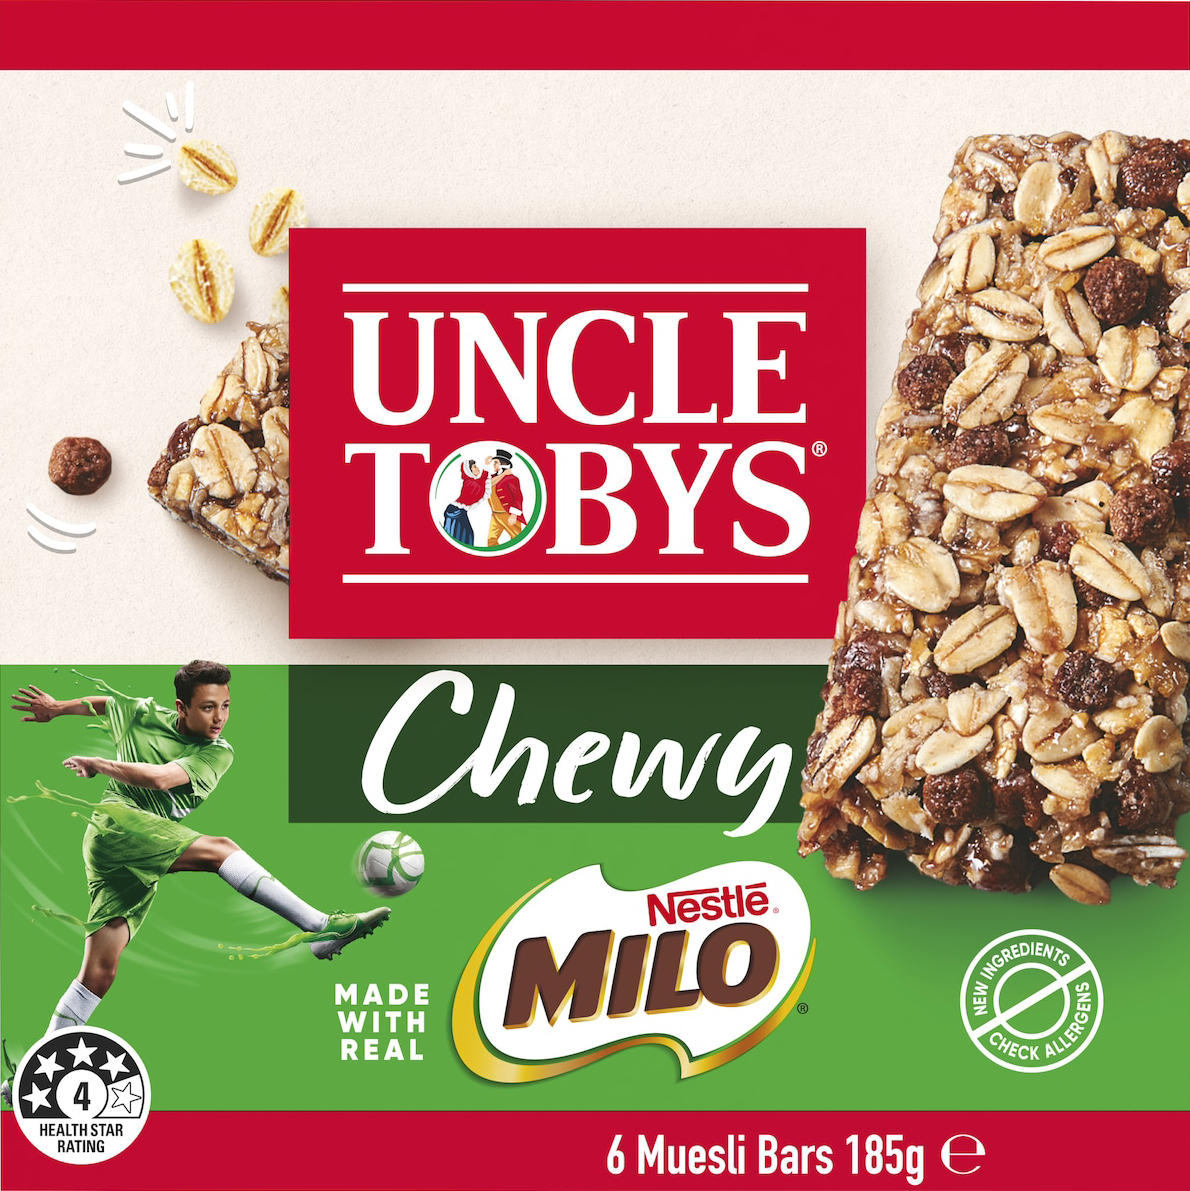 UNCLE
TOBYS®
Chewy
Nestlé®
MILO®
MADE
WITH
REAL
NEW INGREDIENTS
CHECK ALLERGENS
4
HEALTH STAR
RATING
6 Muesli Bars 185g ℮